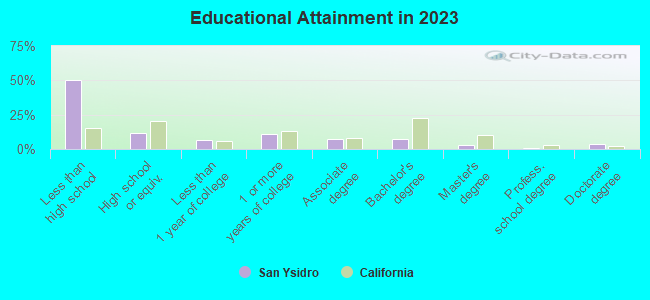 Educational Attainment in 2023
City-Data.com
75%
50%
25%
0%
Less than
high school
High school
or equiv.
Less than
1 year of college
1 or more
years of college
Associate
degree
Bachelor's
degree
Master's
degree
Profess.
school degree
Doctorate
degree
San Ysidro
California